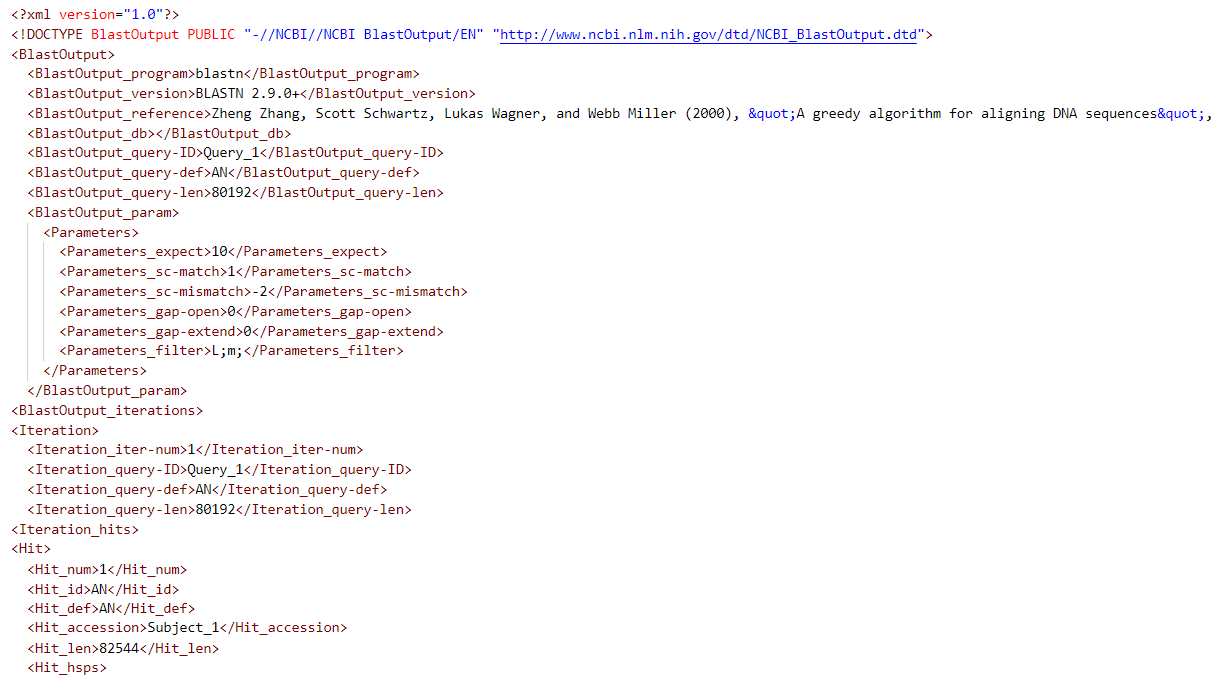 <?xml version="1.0"?>
<!DOCTYPE BlastOutput PUBLIC "-//NCBI//NCBI BlastOutput/EN" "http://www.ncbi.nlm.nih.gov/dtd/NCBI_BlastOutput.dtd">
<BlastOutput>
  <BlastOutput_program>blastn</BlastOutput_program>
  <BlastOutput_version>BLASTN 2.9.0+</BlastOutput_version>
  <BlastOutput_reference>Zheng Zhang, Scott Schwartz, Lukas Wagner, and Webb Miller (2000), &quot;A greedy algorithm for aligning DNA sequences&quot;,
  <BlastOutput_db></BlastOutput_db>
  <BlastOutput_query-ID>Query_1</BlastOutput_query-ID>
  <BlastOutput_query-def>AN</BlastOutput_query-def>
  <BlastOutput_query-len>80192</BlastOutput_query-len>
  <BlastOutput_param>
    <Parameters>
      <Parameters_expect>10</Parameters_expect>
      <Parameters_sc-match>1</Parameters_sc-match>
      <Parameters_sc-mismatch>-2</Parameters_sc-mismatch>
      <Parameters_gap-open>0</Parameters_gap-open>
      <Parameters_gap-extend>0</Parameters_gap-extend>
      <Parameters_filter>L;m;</Parameters_filter>
    </Parameters>
  </BlastOutput_param>
<BlastOutput_iterations>
<Iteration>
  <Iteration_iter-num>1</Iteration_iter-num>
  <Iteration_query-ID>Query_1</Iteration_query-ID>
  <Iteration_query-def>AN</Iteration_query-def>
  <Iteration_query-len>80192</Iteration_query-len>
<Iteration_hits>
<Hit>
  <Hit_num>1</Hit_num>
  <Hit_id>AN</Hit_id>
  <Hit_def>AN</Hit_def>
  <Hit_accession>Subject_1</Hit_accession>
  <Hit_len>82544</Hit_len>
  <Hit_hsps>